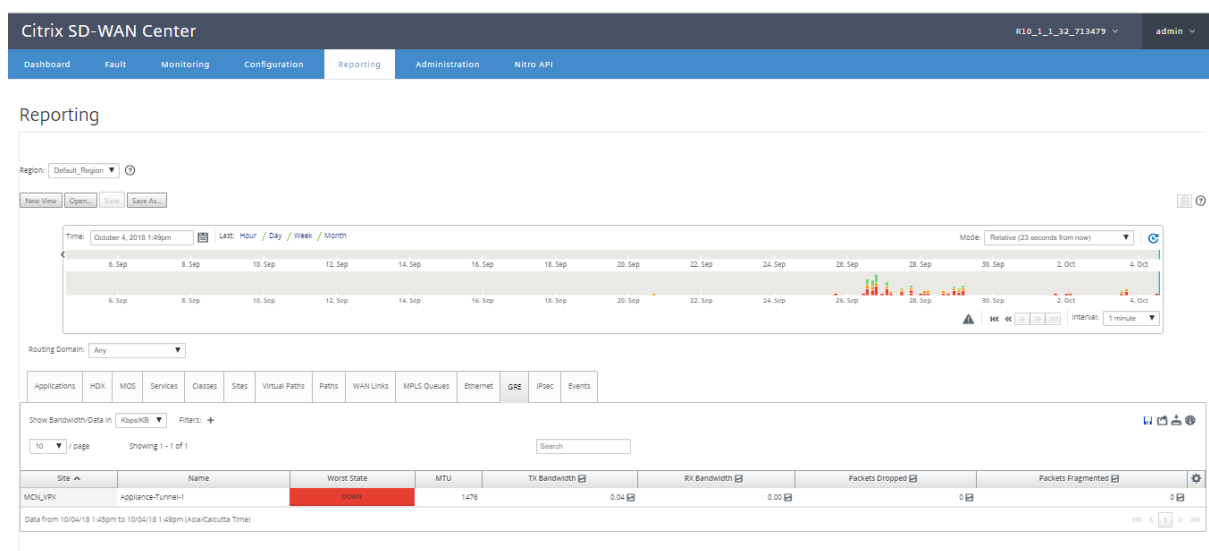 Citrix SD-WAN Center R10_1_1_32_713479 admin
Dashboard Fault Monitoring Configuration Reporting Administration Nitro API
Reporting
Region: Default_Region
New View Open... Save Save As...
Time: October 4, 2018 1:49pm Last: Hour / Day / Week / Month Mode: Relative (23 seconds from now)
6. Sep 8. Sep 10. Sep 12. Sep 14. Sep 16. Sep 18. Sep 20. Sep 22. Sep 24. Sep 26. Sep 28. Sep 30. Sep 2. Oct 4. Oct
6. Sep 8. Sep 10. Sep 12. Sep 14. Sep 16. Sep 18. Sep 20. Sep 22. Sep 24. Sep 26. Sep 28. Sep 30. Sep 2. Oct 4. Oct
Interval: 1 minute
Routing Domain: Any
Applications HDX MOS Services Classes Sites Virtual Paths Paths WAN Links MPLS Queues Ethernet GRE IPsec Events
Show Bandwidth/Data in Kbps/KB Filters: +
10 / page Showing 1 - 1 of 1 Search
Site Name Worst State MTU TX Bandwidth RX Bandwidth Packets Dropped Packets Fragmented
MCN_VPX Appliance-Tunnel-1 DOWN 1476 0.04 0.00 0 0
Data from 10/04/18 1:45pm to 10/04/18 1:49pm (Asia/Calcutta Time) 1